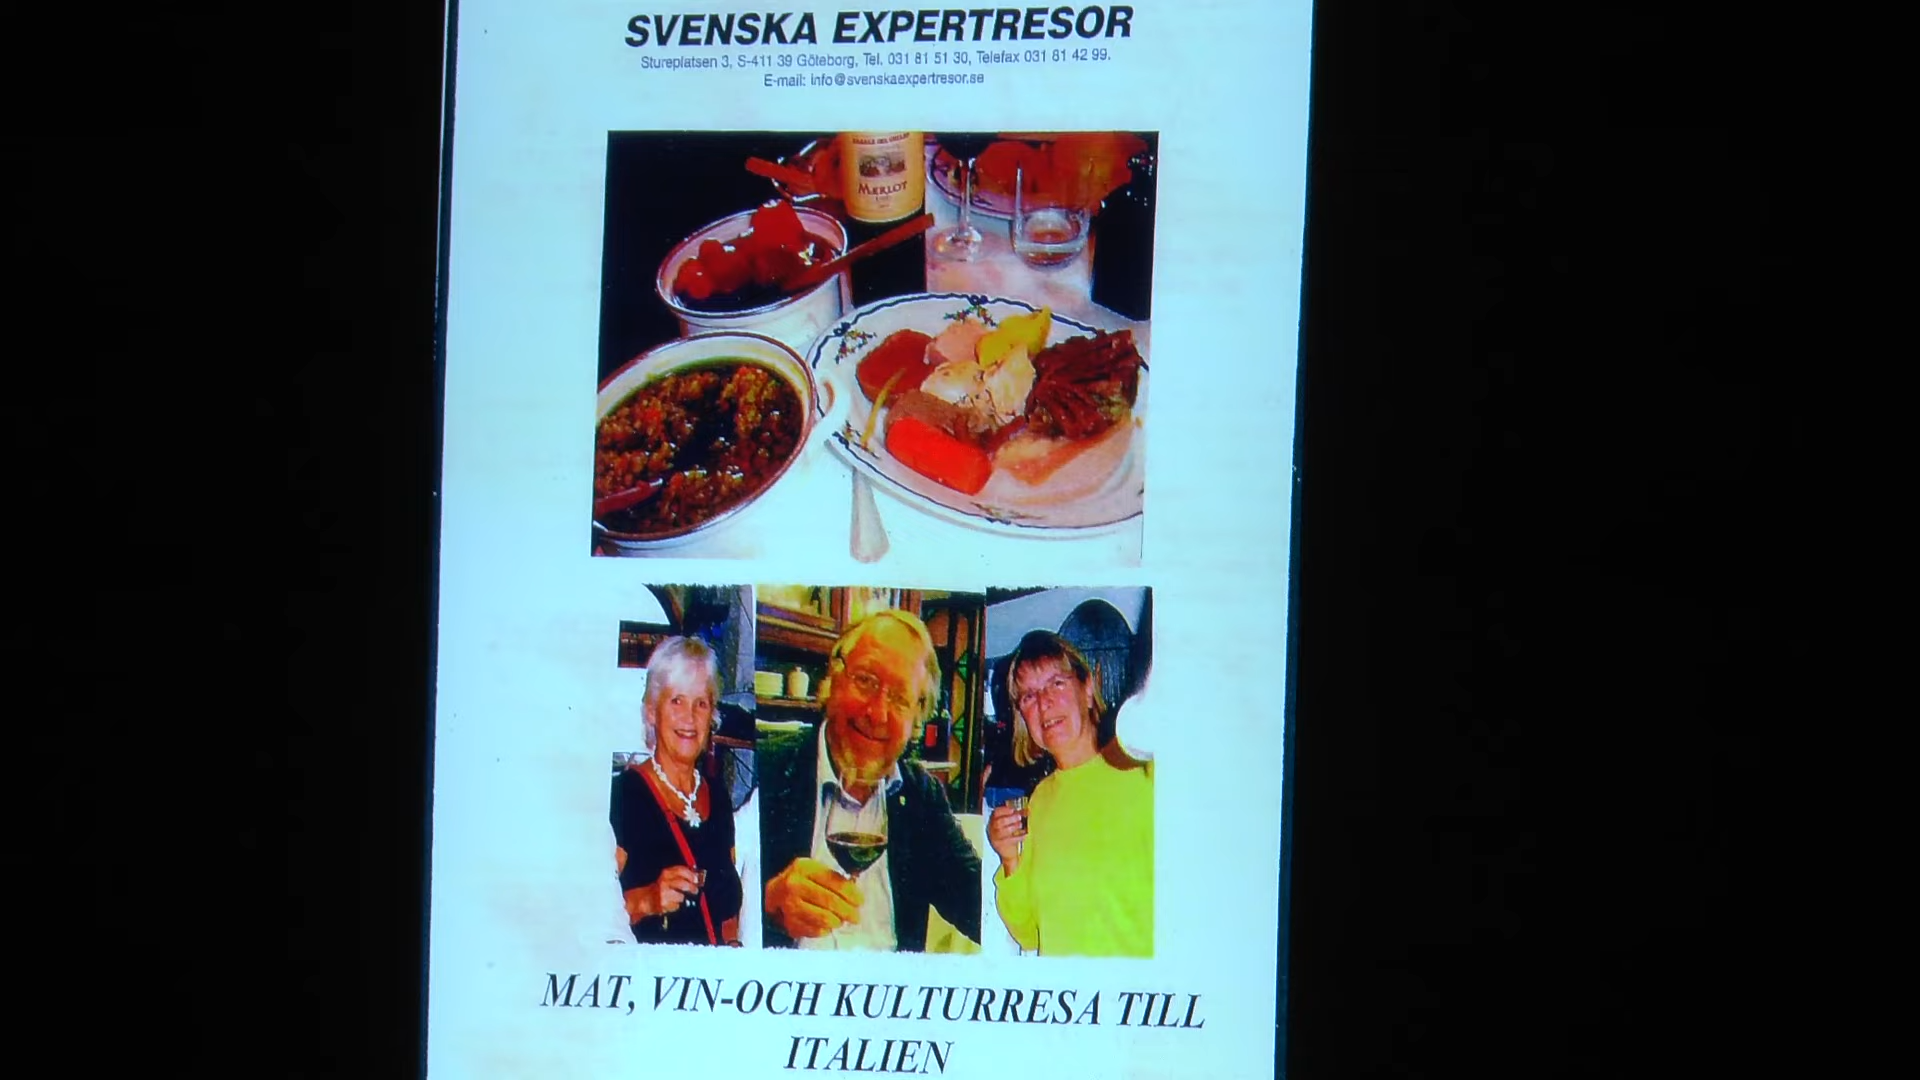 SVENSKA EXPERTRESOR
Stureplatsen 3, S-411 39 Göteborg, Tel. 031 81 51 30, Telefax 031 81 42 99.
E-mail: info@svenskaexpertresor.se
MERLOT
MAT, VIN-OCH KULTURRESA TILL
ITALIEN